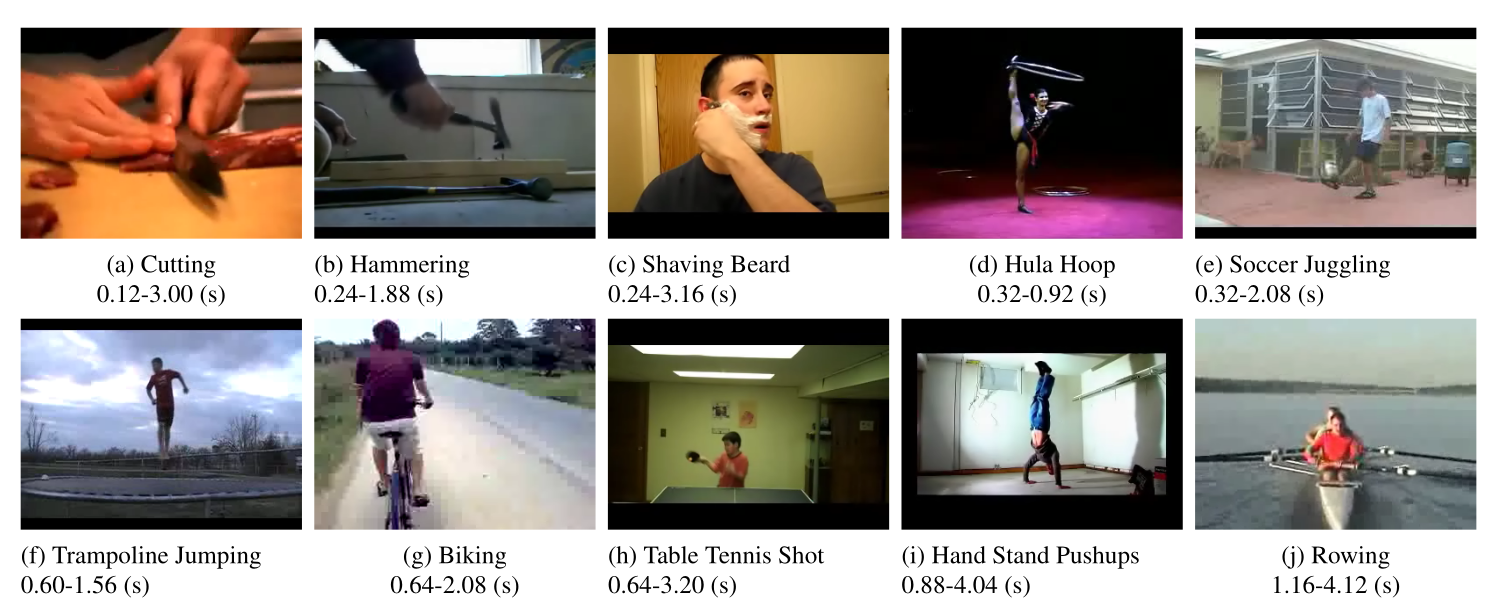 (a) Cutting
0.12-3.00 (s)
(b) Hammering
0.24-1.88 (s)
(c) Shaving Beard
0.24-3.16 (s)
(d) Hula Hoop
0.32-0.92 (s)
(e) Soccer Juggling
0.32-2.08 (s)
(f) Trampoline Jumping
0.60-1.56 (s)
(g) Biking
0.64-2.08 (s)
(h) Table Tennis Shot
0.64-3.20 (s)
(i) Hand Stand Pushups
0.88-4.04 (s)
(j) Rowing
1.16-4.12 (s)